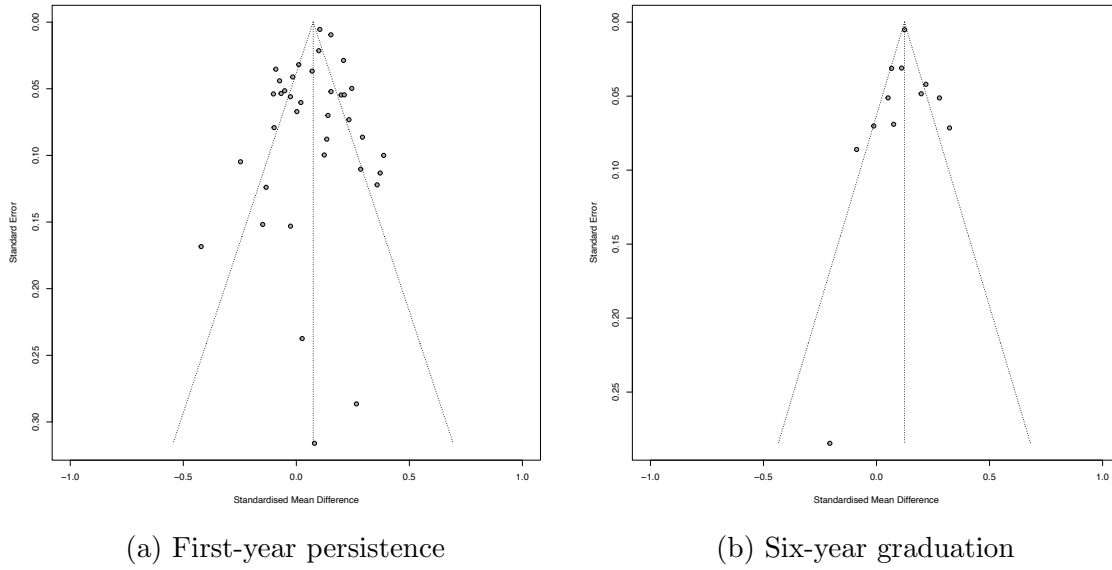 0.00
0.05
0.10
0.15
0.20
0.25
0.30
Standard Error
−1.0 −0.5 0.0 0.5 1.0
Standardised Mean Difference
(a) First-year persistence
0.00
0.05
0.10
0.15
0.20
0.25
Standard Error
−1.0 −0.5 0.0 0.5 1.0
Standardised Mean Difference
(b) Six-year graduation